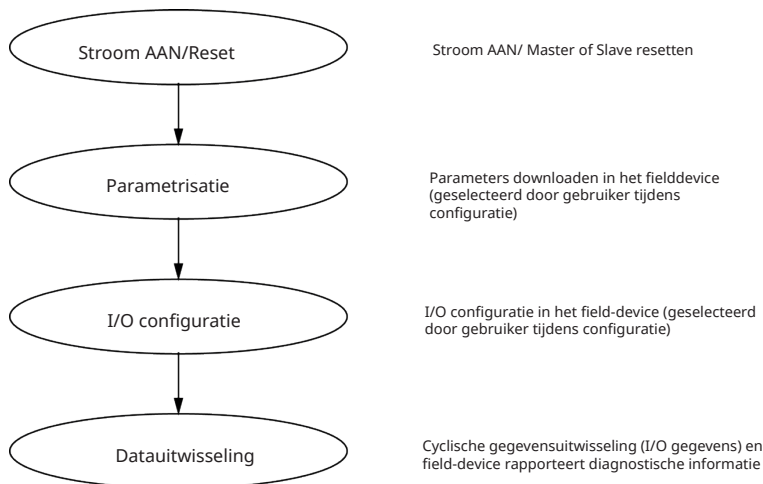 Stroom AAN/Reset
Stroom AAN/ Master of Slave resetten
Parametrisatie
Parameters downloaden in het fielddevice
(geselecteerd door gebruiker tijdens
configuratie)
I/O configuratie
I/O configuratie in het field-device (geselecteerd
door gebruiker tijdens configuratie)
Datauitwisseling
Cyclische gegevensuitwisseling (I/O gegevens) en
field-device rapporteert diagnostische informatie